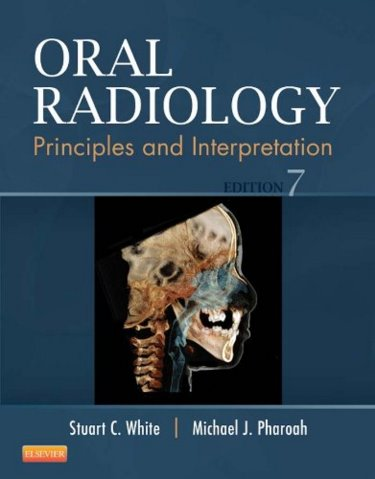 ORAL
RADIOLOGY
Principles and Interpretation
EDITION 7
Stuart C. White | Michael J. Pharoah
ELSEVIER